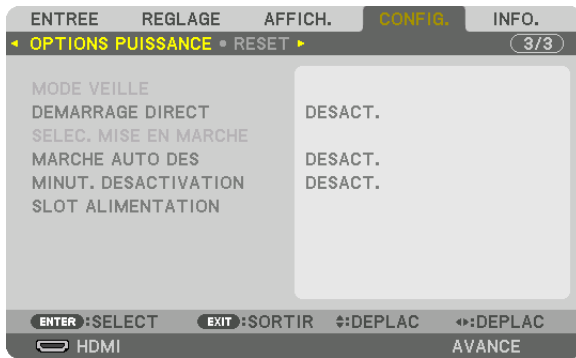 ENTREE REGLAGE AFFICH. CONFIG. INFO.
OPTIONS PUISSANCE • RESET 3/3
MODE VEILLE
DEMARRAGE DIRECT DESACT.
SELEC. MISE EN MARCHE
MARCHE AUTO DES DESACT.
MINUT. DESACTIVATION DESACT.
SLOT ALIMENTATION
ENTER :SELECT EXIT :SORTIR :DEPLAC :DEPLAC
HDMI AVANCE